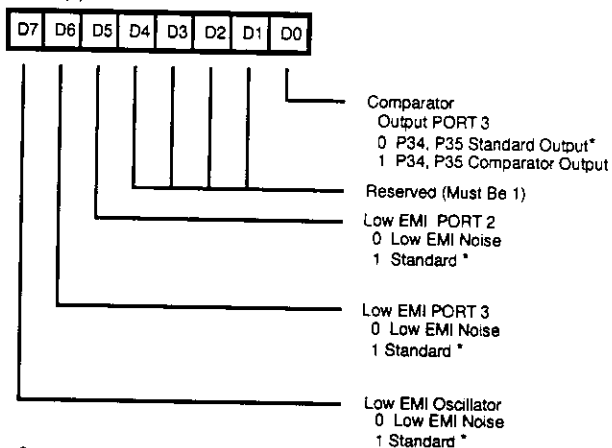 D7 D6 D5 D4 D3 D2 D1 D0
Comparator
Output PORT 3
0 P34, P35 Standard Output*
1 P34, P35 Comparator Output
Reserved (Must Be 1)
Low EMI PORT 2
0 Low EMI Noise
1 Standard *
Low EMI PORT 3
0 Low EMI Noise
1 Standard *
Low EMI Oscillator
0 Low EMI Noise
1 Standard *